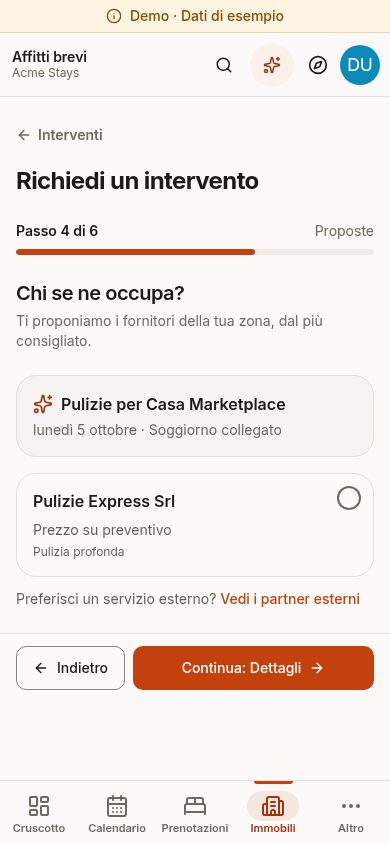 Demo · Dati di esempio
Affitti brevi
Acme Stays
DU
Interventi
Richiedi un intervento
Passo 4 di 6
Proposte
Chi se ne occupa?
Ti proponiamo i fornitori della tua zona, dal più
consigliato.
Pulizie per Casa Marketplace
lunedì 5 ottobre · Soggiorno collegato
Pulizie Express Srl
Prezzo su preventivo
Pulizia profonda
Preferisci un servizio esterno? Vedi i partner esterni
Indietro
Continua: Dettagli
Cruscotto
Calendario
Prenotazioni
Immobili
Altro